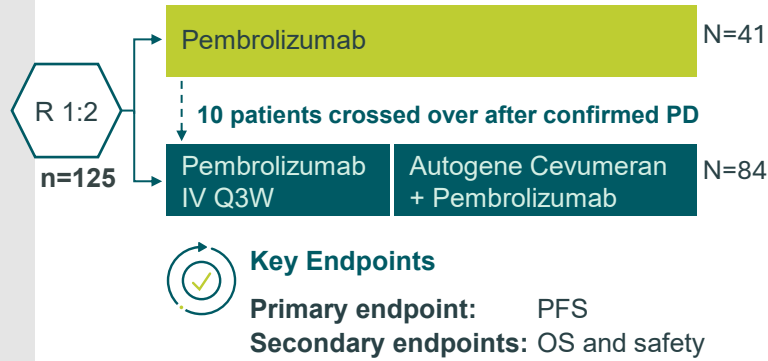 Pembrolizumab
N=41
R 1:2
n=125
10 patients crossed over after confirmed PD
Pembrolizumab
IV Q3W
Autogene Cevumeran
+ Pembrolizumab
N=84
Key Endpoints
Primary endpoint: PFS
Secondary endpoints: OS and safety